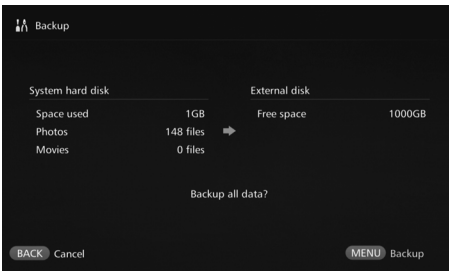 Backup
System hard disk
External disk
Space used 1GB
Free space 1000GB
Photos 148 files
Movies 0 files
Backup all data?
BACK Cancel
MENU Backup